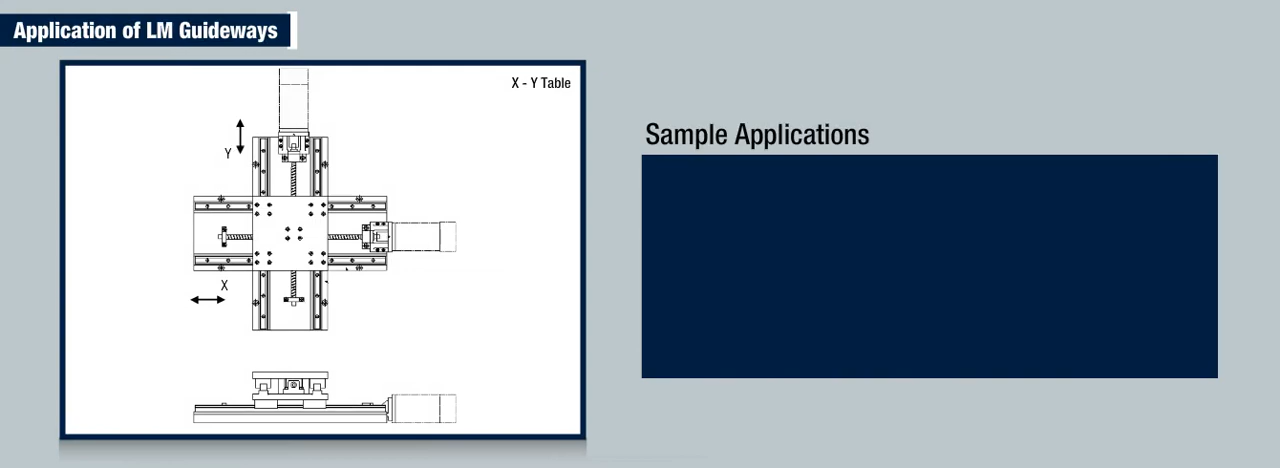 Application of LM Guideways
X - Y Table
Y
X
Sample Applications